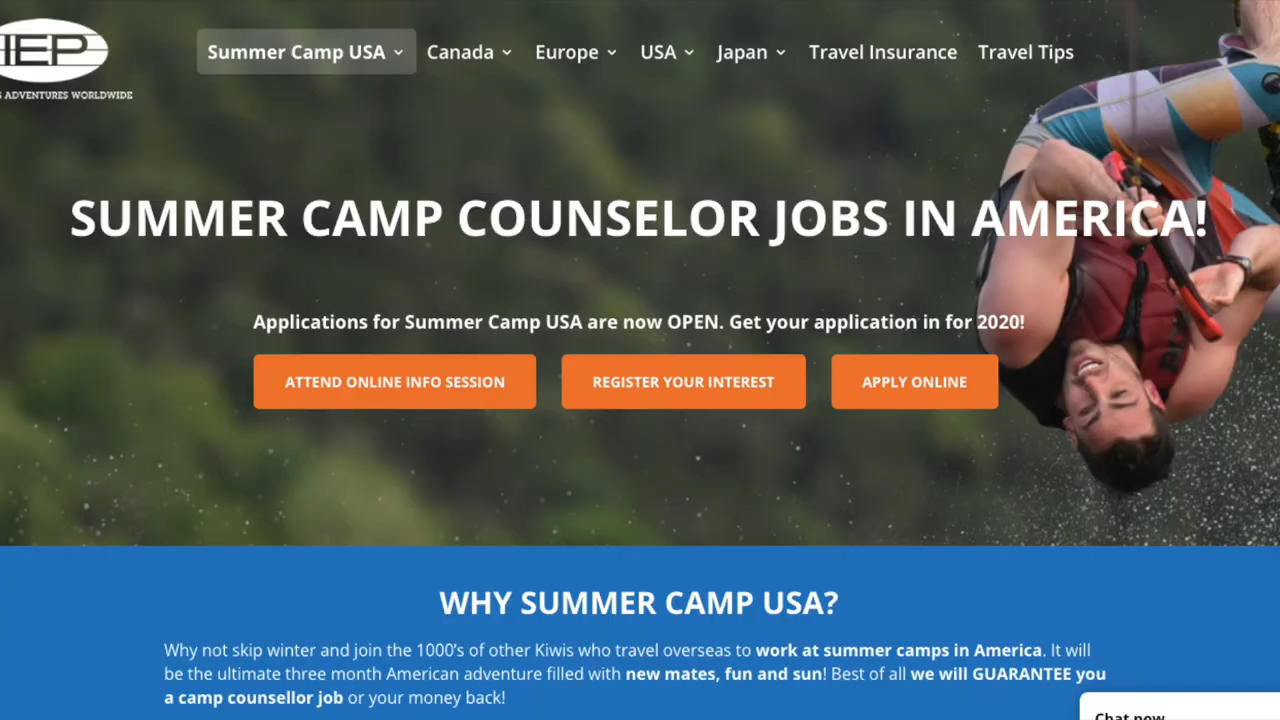 IEP
ADVENTURES WORLDWIDE
Summer Camp USA Canada Europe USA Japan Travel Insurance Travel Tips
SUMMER CAMP COUNSELOR JOBS IN AMERICA!
Applications for Summer Camp USA are now OPEN. Get your application in for 2020!
ATTEND ONLINE INFO SESSION REGISTER YOUR INTEREST APPLY ONLINE
WHY SUMMER CAMP USA?
Why not skip winter and join the 1000’s of other Kiwis who travel overseas to work at summer camps in America. It will
be the ultimate three month American adventure filled with new mates, fun and sun! Best of all we will GUARANTEE you
a camp counsellor job or your money back!
Chat now